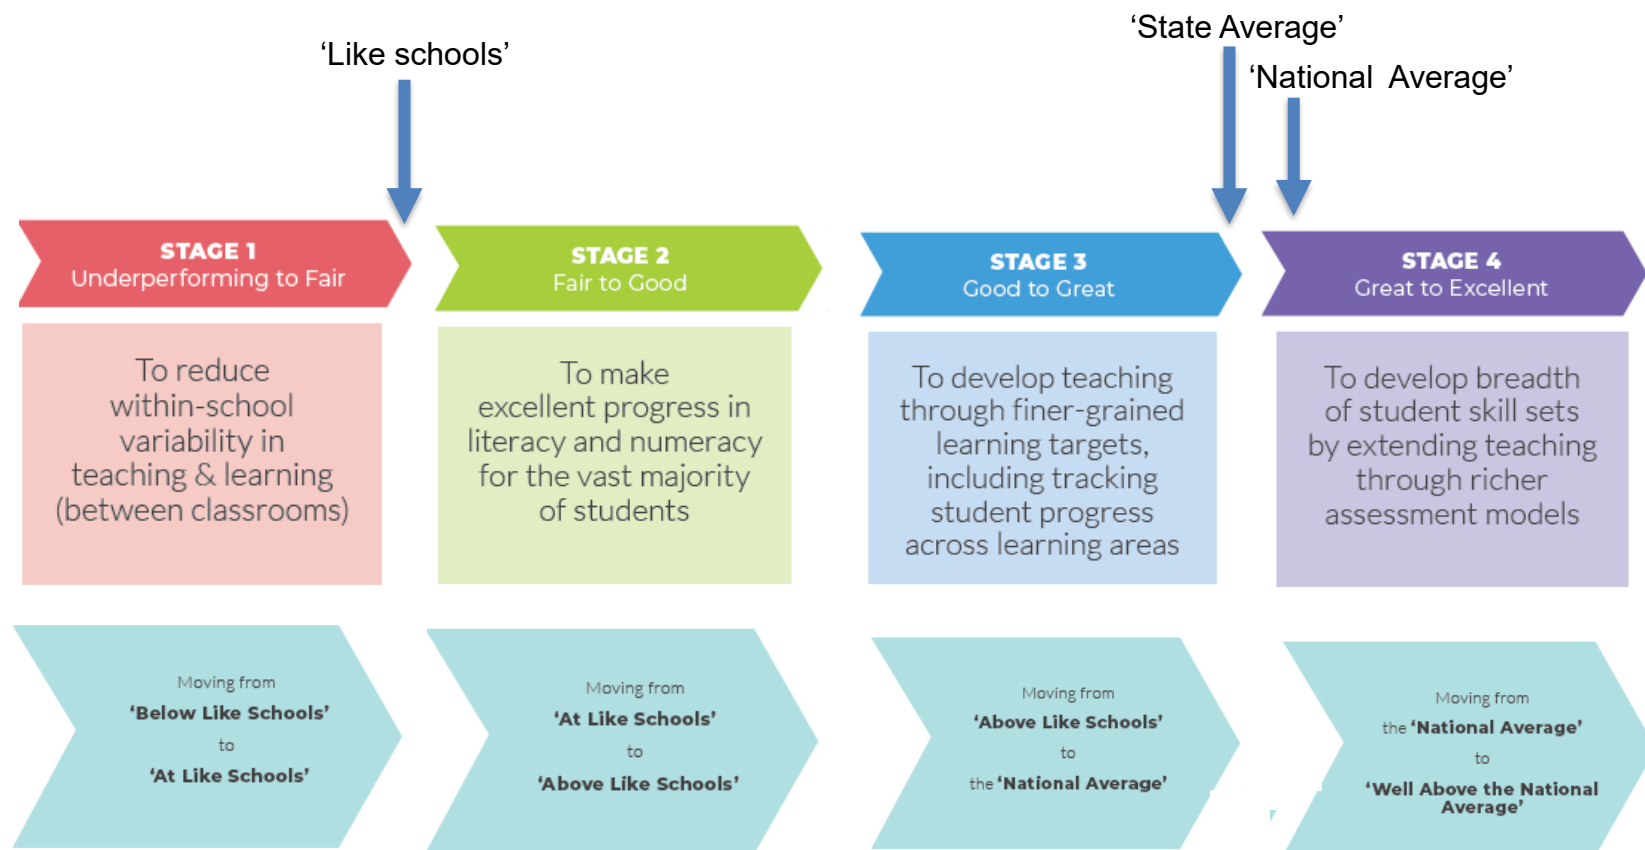 ‘Like schools’
‘State Average’
‘National Average’
STAGE 1
Underperforming to Fair
To reduce
within-school
variability in
teaching & learning
(between classrooms)
Moving from
‘Below Like Schools’
to
‘At Like Schools’
STAGE 2
Fair to Good
To make
excellent progress in
literacy and numeracy
for the vast majority
of students
Moving from
‘At Like Schools’
to
‘Above Like Schools’
STAGE 3
Good to Great
To develop teaching
through finer-grained
learning targets,
including tracking
student progress
across learning areas
Moving from
‘Above Like Schools’
to
the ‘National Average’
STAGE 4
Great to Excellent
To develop breadth
of student skill sets
by extending teaching
through richer
assessment models
Moving from
the ‘National Average’
to
‘Well Above the National
Average’